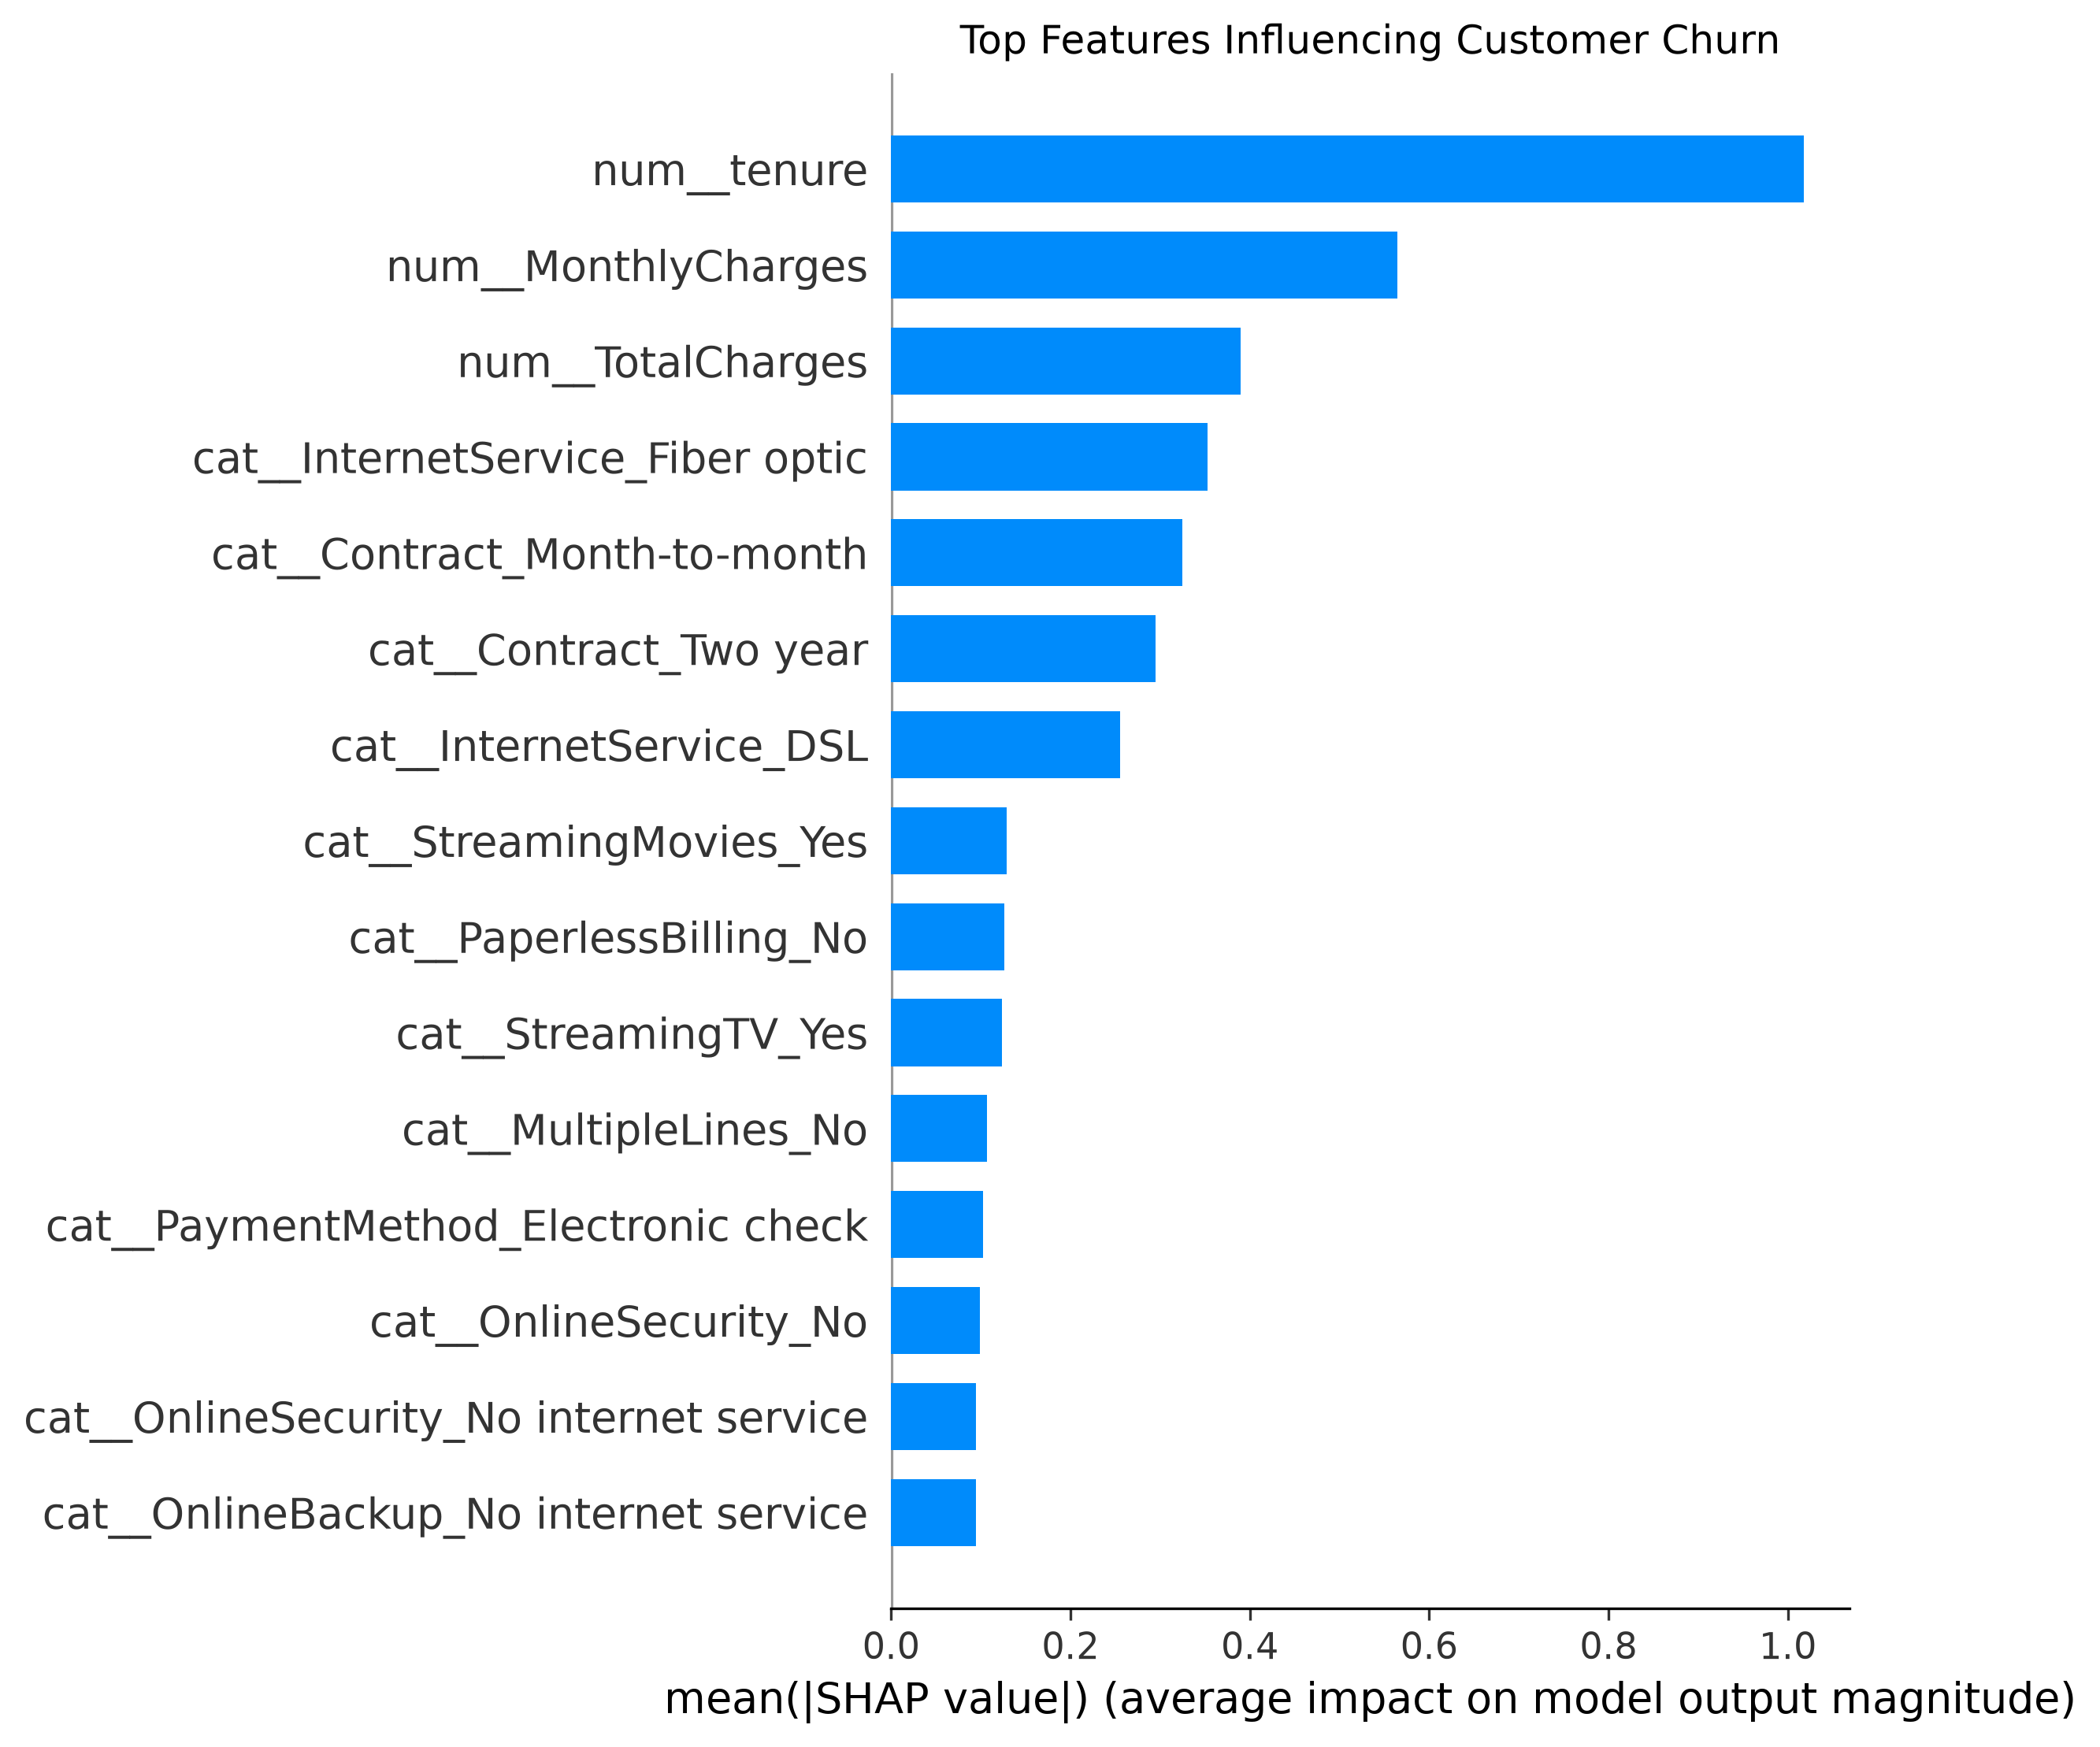 Top Features Influencing Customer Churn
num__tenure
num__MonthlyCharges
num__TotalCharges
cat__InternetService_Fiber optic
cat__Contract_Month-to-month
cat__Contract_Two year
cat__InternetService_DSL
cat__StreamingMovies_Yes
cat__PaperlessBilling_No
cat__StreamingTV_Yes
cat__MultipleLines_No
cat__PaymentMethod_Electronic check
cat__OnlineSecurity_No
cat__OnlineSecurity_No internet service
cat__OnlineBackup_No internet service
0.0 0.2 0.4 0.6 0.8 1.0
mean(|SHAP value|) (average impact on model output magnitude)